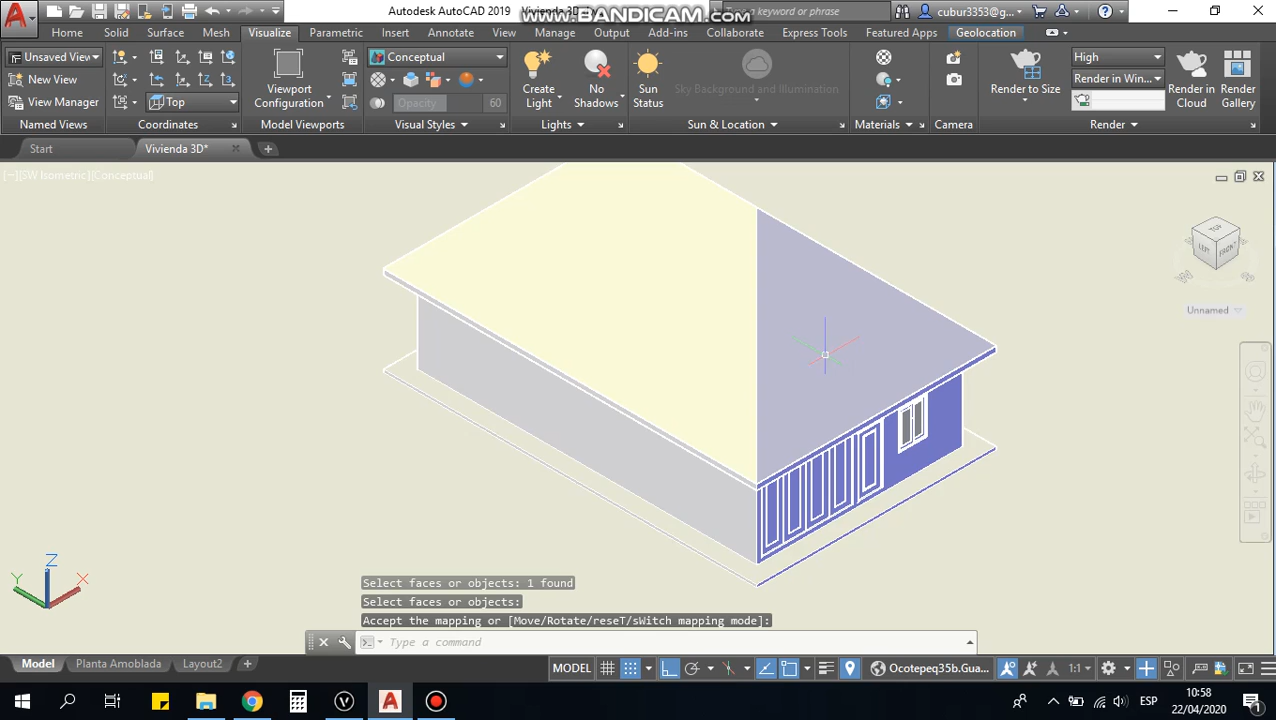 Autodesk AutoCAD 2019 Vivienda 3D.dwg
www.BANDICAM.com
Type a keyword or phrase
cubur3353@g...
Home Solid Surface Mesh Visualize Parametric Insert Annotate View Manage Output Add-ins Collaborate Express Tools Featured Apps Geolocation
Unsaved View
New View
View Manager
Named Views
Top
Coordinates
Viewport
Configuration
Model Viewports
Conceptual
Opacity 60
Visual Styles
Create
Light
No
Shadows
Lights
Sun
Status
Sky Background and Illumination
Sun & Location
Materials
Camera
Render to Size
High
Render in Win...
Render in
Cloud
Render
Gallery
Render
Start
Vivienda 3D*
[−][SW Isometric][Conceptual]
TOP
LEFT
FRONT
Unnamed
Z
Y
X
Select faces or objects: 1 found
Select faces or objects:
Accept the mapping or [Move/Rotate/reseT/sWitch mapping mode]:
Type a command
Model Planta Amoblada Layout2
MODEL
Ocotepeq35b.Gua...
1:1
ESP
10:58
22/04/2020
1